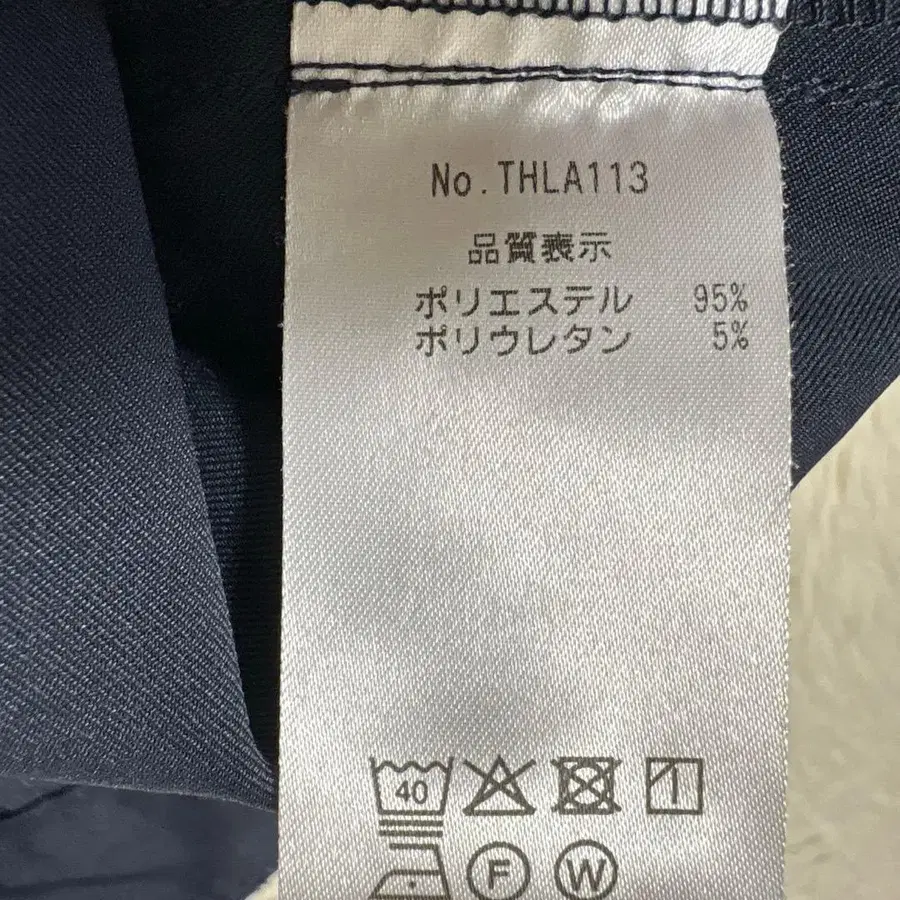 No.THLA113
品質表示
ポリエステル 95%
ポリウレタン 5%
40
F W